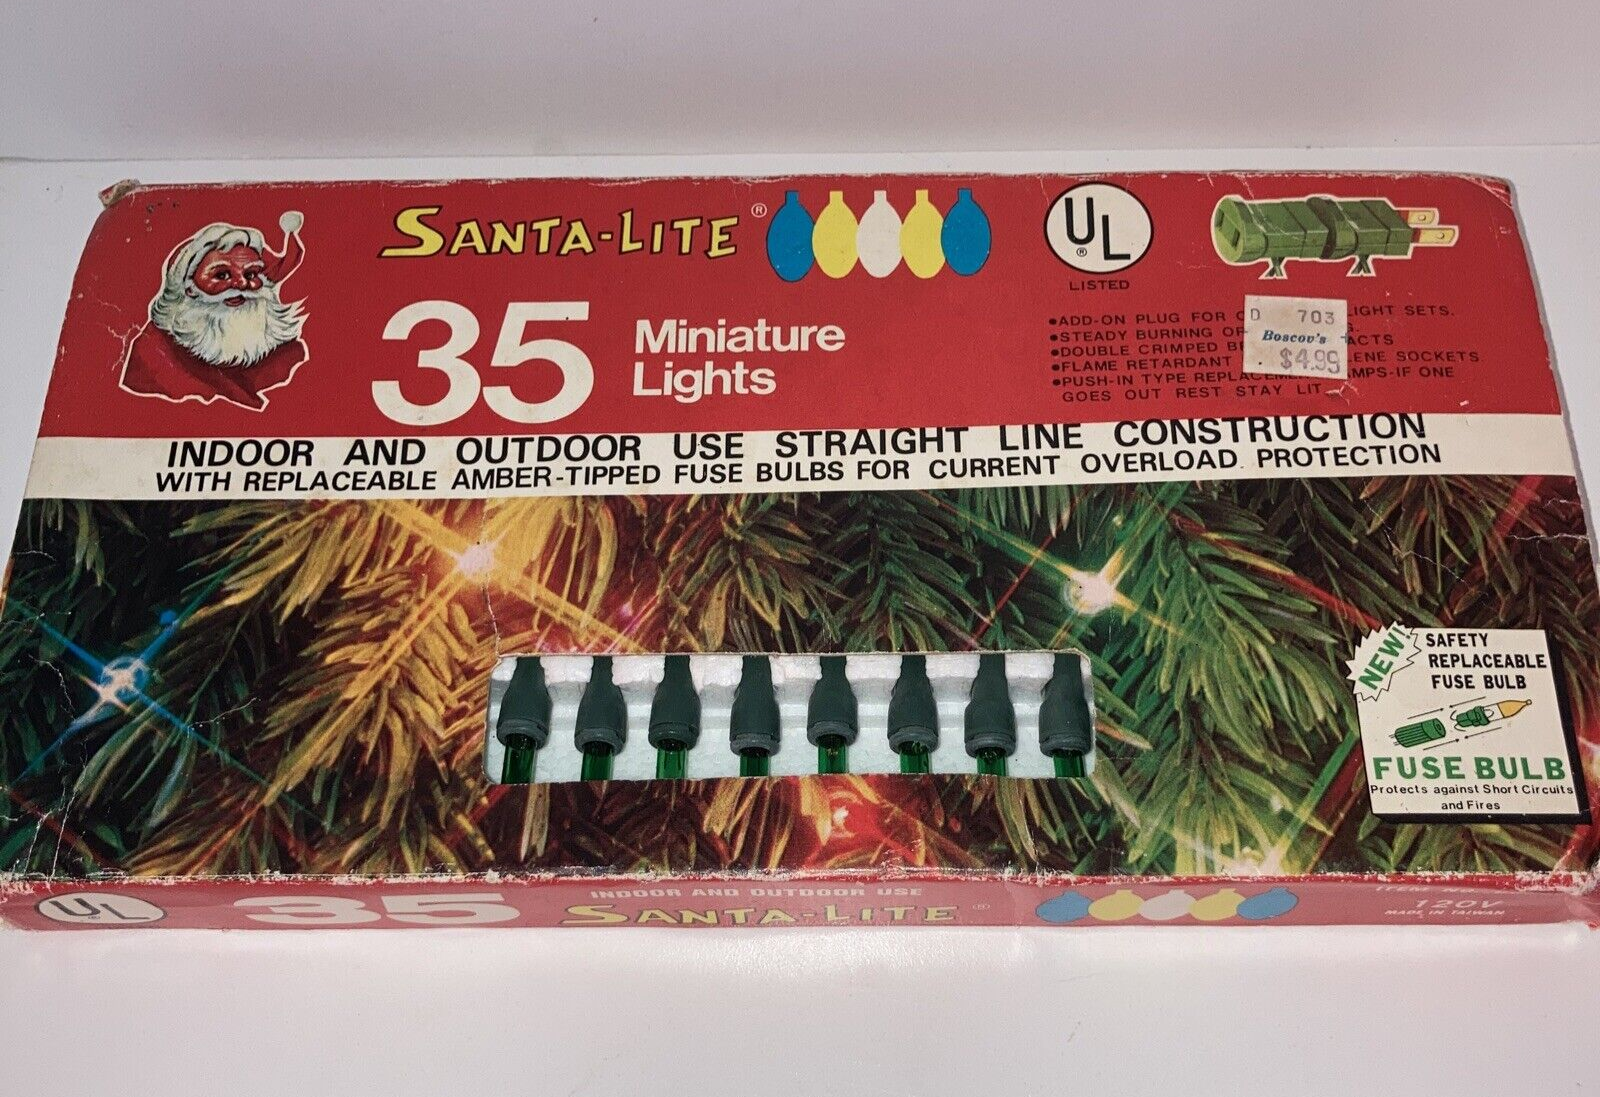 SANTA-LITE®
35 Miniature
Lights
UL®
LISTED
•ADD-ON PLUG FOR LIGHT SETS.
•STEADY BURNING
•DOUBLE CRIMPED
•FLAME RETARDANT SOCKETS
•PUSH-IN TYPE IF ONE
GOES OUT REST STAY LIT.
D 703
Boscov's
$4.99
INDOOR AND OUTDOOR USE STRAIGHT LINE CONSTRUCTION
WITH REPLACEABLE AMBER-TIPPED FUSE BULBS FOR CURRENT OVERLOAD PROTECTION
NEW!
SAFETY
REPLACEABLE
FUSE BULB
FUSE BULB
Protects against Short Circuits
and Fires
UL®
35
INDOOR AND OUTDOOR USE
SANTA-LITE®
120V
MADE IN TAIWAN